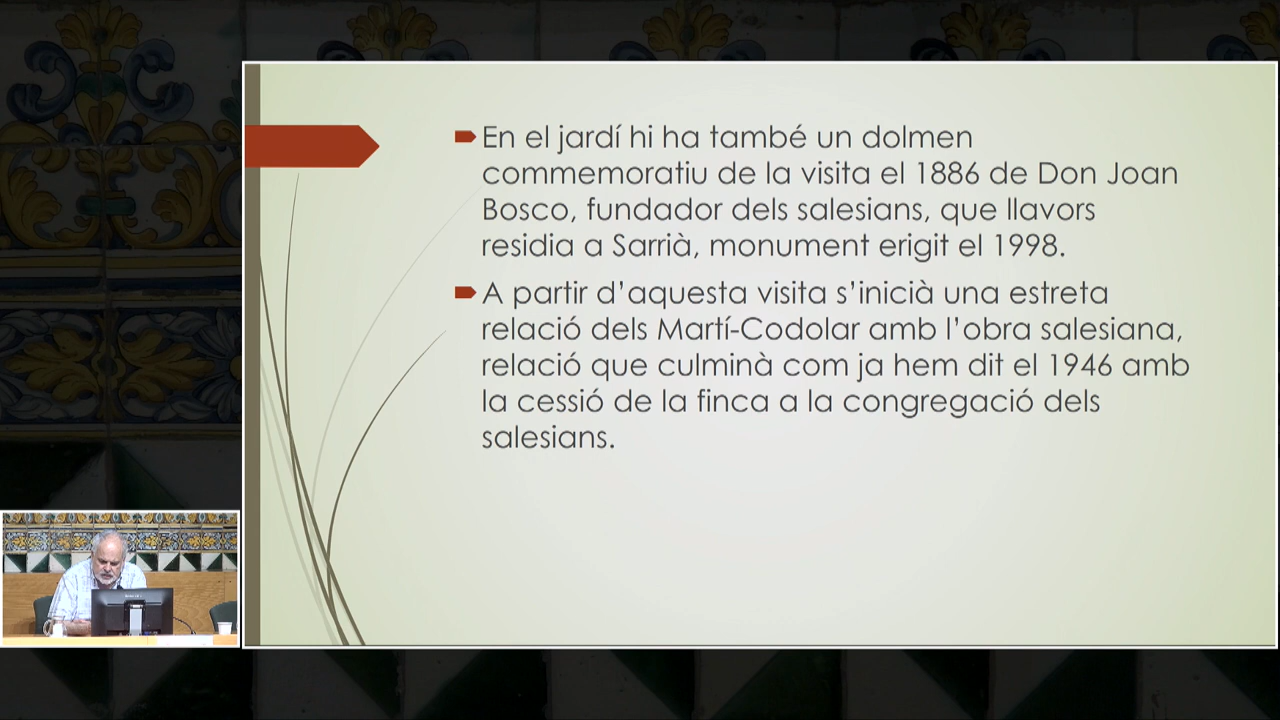 En el jardí hi ha també un dolmen
commemoratiu de la visita el 1886 de Don Joan
Bosco, fundador dels salesians, que llavors
residia a Sarrià, monument erigit el 1998.
A partir d’aquesta visita s’inicià una estreta
relació dels Martí-Codolar amb l’obra salesiana,
relació que culminà com ja hem dit el 1946 amb
la cessió de la finca a la congregació dels
salesians.